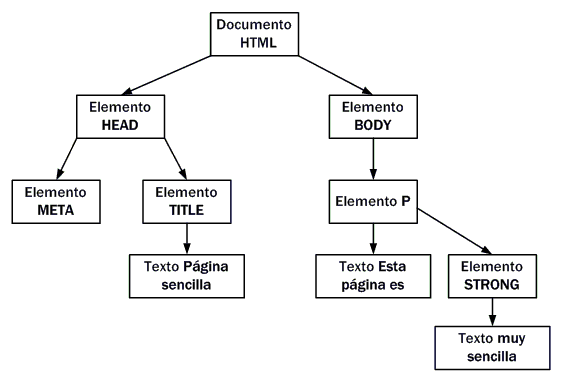 Documento
HTML
Elemento
HEAD
Elemento
BODY
Elemento
META
Elemento
TITLE
Elemento P
Texto Página
sencilla
Texto Esta
página es
Elemento
STRONG
Texto muy
sencilla